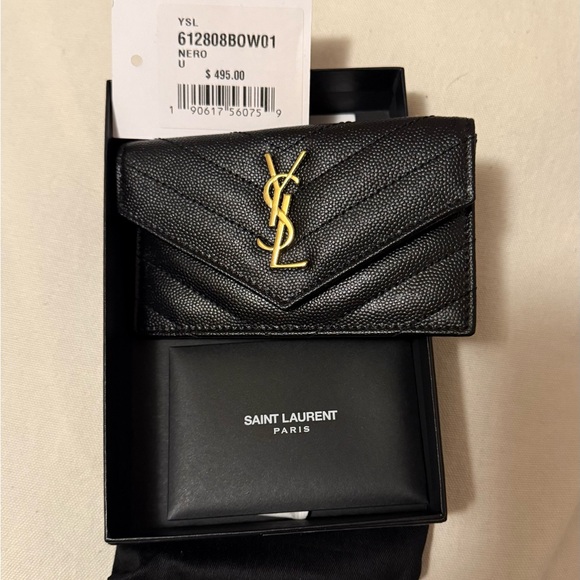 YSL
612808BOW01
NERO
U
$ 495.00
1 90617 56075 9
YSL
SAINT LAURENT
PARIS